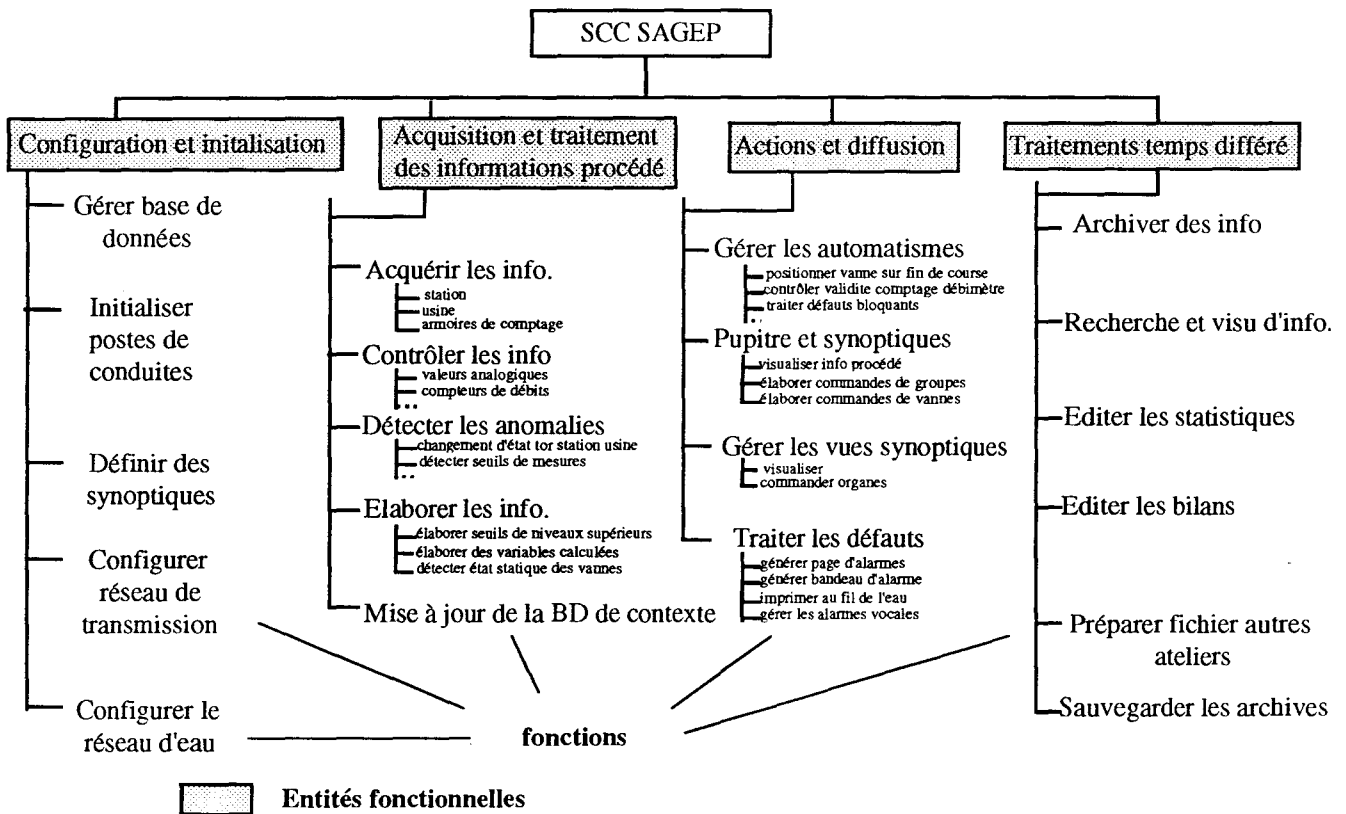 SCC SAGEP
Configuration et initalisation
Gérer base de
données
Initialiser
postes de
conduites
Définir des
synoptiques
Configurer
réseau de
transmission
Configurer le
réseau d'eau
Acquisition et traitement
des informations procédé
Acquérir les info.
station
usine
armoires de comptage
Contrôler les info
valeurs analogiques
compteurs de débits
...
Détecter les anomalies
changement d'état tor station usine
détecter seuils de mesures
..
Elaborer les info.
élaborer seuils de niveaux supérieurs
élaborer des variables calculées
détecter état statique des vannes
Mise à jour de la BD de contexte
Actions et diffusion
Gérer les automatismes
positionner vanne sur fin de course
contrôler validite comptage débimètre
traiter défauts bloquants
..
Pupitre et synoptiques
visualiser info procédé
élaborer commandes de groupes
élaborer commandes de vannes
Gérer les vues synoptiques
visualiser
commander organes
Traiter les défauts
générer page d'alarmes
générer bandeau d'alarme
imprimer au fil de l'eau
gérer les alarmes vocales
Traitements temps différé
Archiver des info
Recherche et visu d'info.
Editer les statistiques
Editer les bilans
Préparer fichier autres
ateliers
Sauvegarder les archives
fonctions
Entités fonctionnelles